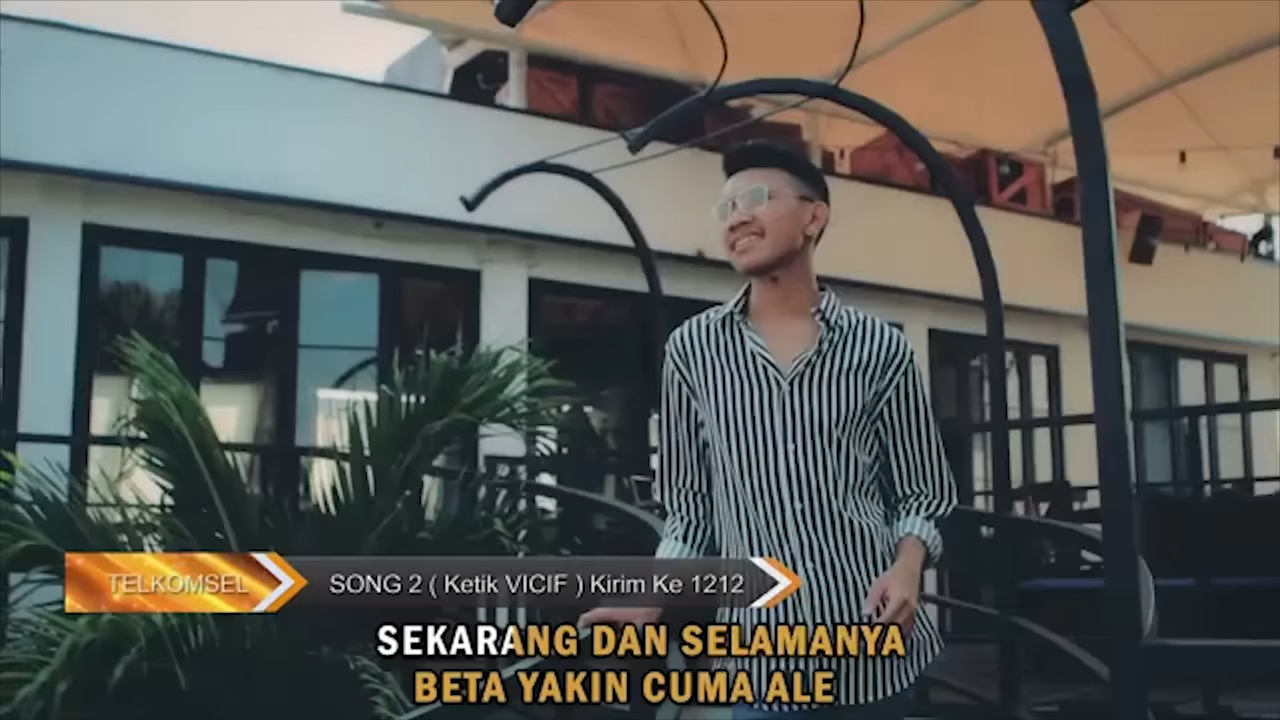 TELKOMSEL
SONG 2 ( Ketik VICIF ) Kirim Ke 1212
SEKARANG DAN SELAMANYA
BETA YAKIN CUMA ALE